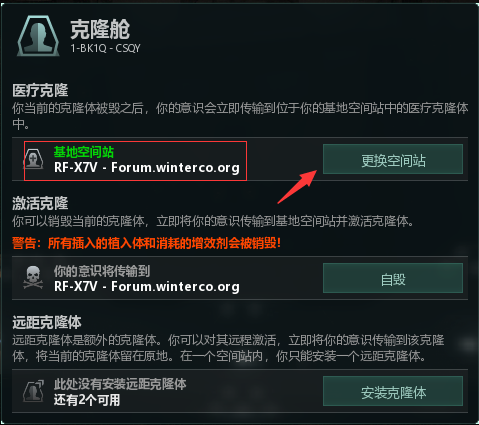 克隆舱
1-BK1Q - CSQY
医疗克隆
你当前的克隆体被毁之后，你的意识会立即传输到位于你的基地空间站中的医疗克隆体
中。
基地空间站
RF-X7V - Forum.winterco.org
更换空间站
激活克隆
你可以销毁当前的克隆体，立即将你的意识传输到基地空间站并激活克隆体。
警告：所有插入的植入体和消耗的增效剂会被销毁！
你的意识将传输到
RF-X7V - Forum.winterco.org
自毁
远距克隆体
远距克隆体是额外的克隆体。你可以对其远程激活，立即将你的意识传输到该克隆
体，将当前的克隆体留在原地。在一个空间站内，你只能安装一个远距克隆体。
此处没有安装远距克隆体
还有2个可用
安装克隆体